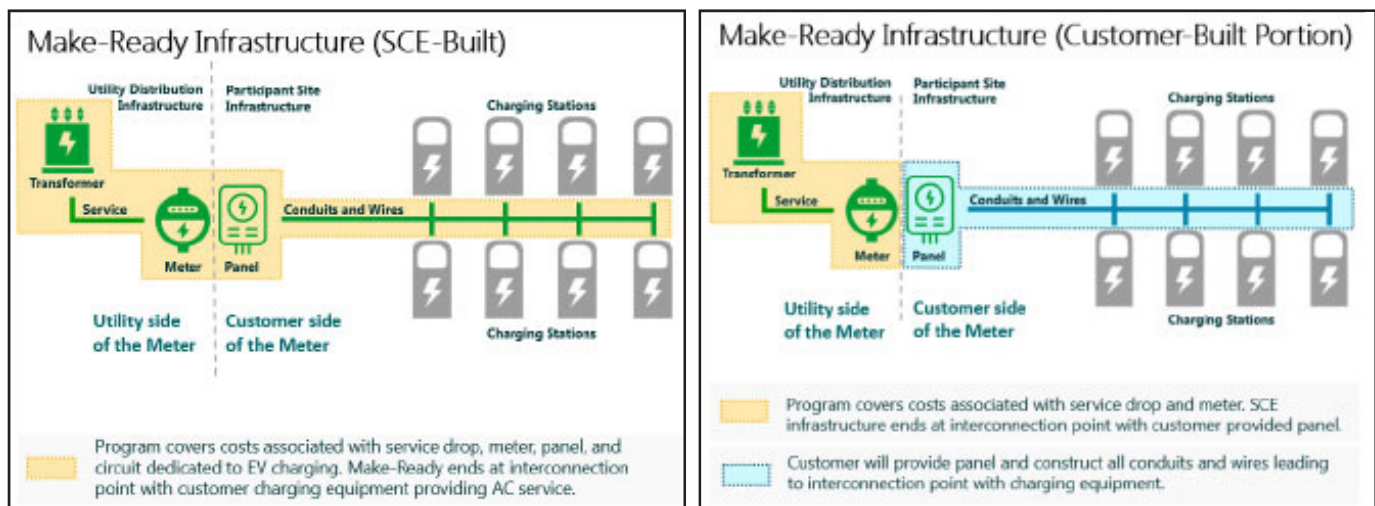 Make-Ready Infrastructure (SCE-Built)
Utility Distribution
Infrastructure
Participant Site
Infrastructure
Charging Stations
Transformer
Service
Conduits and Wires
Meter
Panel
Utility side
of the Meter
Customer side
of the Meter
Charging Stations
Program covers costs associated with service drop, meter, panel, and
circuit dedicated to EV charging. Make-Ready ends at interconnection
point with customer charging equipment providing AC service.
Make-Ready Infrastructure (Customer-Built Portion)
Utility Distribution
Infrastructure
Participant Site
Infrastructure
Charging Stations
Transformer
Service
Conduits and Wires
Meter
Panel
Utility side
of the Meter
Customer side
of the Meter
Charging Stations
Program covers costs associated with service drop and meter. SCE
infrastructure ends at interconnection point with customer provided panel.
Customer will provide panel and construct all conduits and wires leading
to interconnection point with charging equipment.